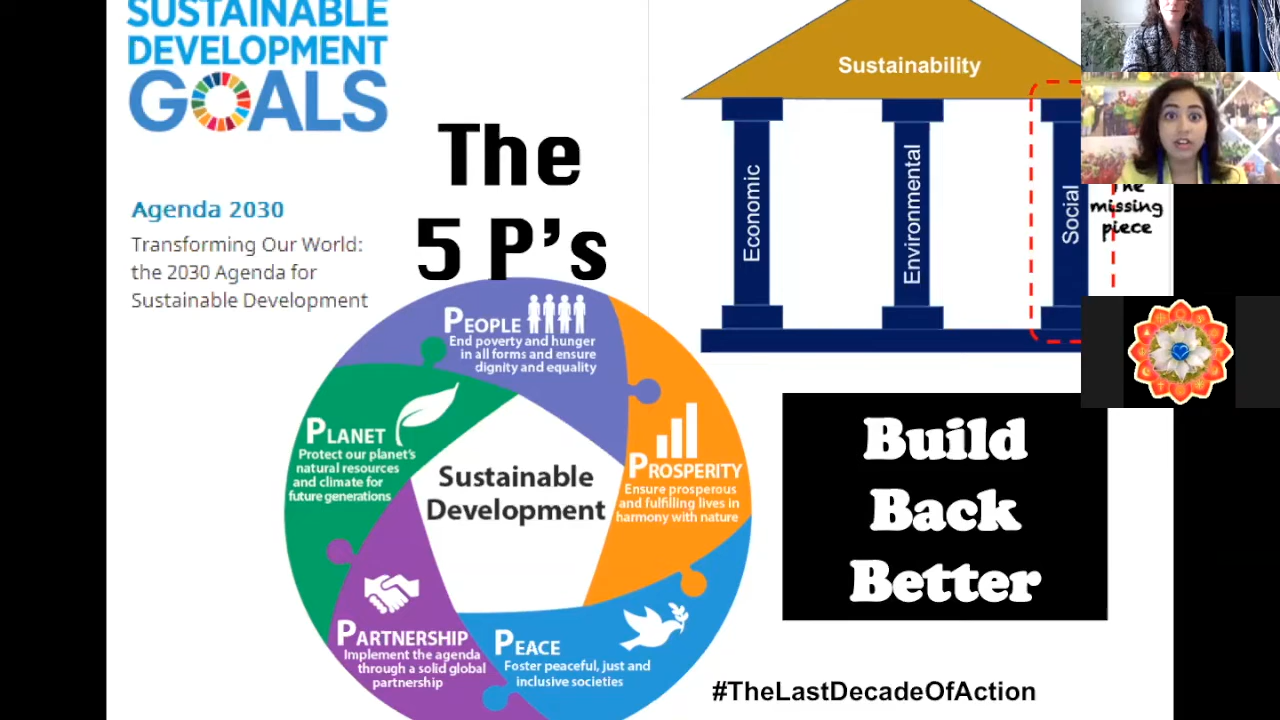 SUSTAINABLE
DEVELOPMENT
GOALS
Agenda 2030
Transforming Our World:
the 2030 Agenda for
Sustainable Development
The
5 P's
PEOPLE
End poverty and hunger
in all forms and ensure
dignity and equality
PROSPERITY
Ensure prosperous
and fulfilling lives in
harmony with nature
PEACE
Foster peaceful, just and
inclusive societies
PARTNERSHIP
Implement the agenda
through a solid global
partnership
PLANET
Protect our planet's
natural resources
and climate for
future generations
Sustainable
Development
Sustainability
Economic
Environmental
Social
The
missing
piece
Build
Back
Better
#TheLastDecadeOfAction